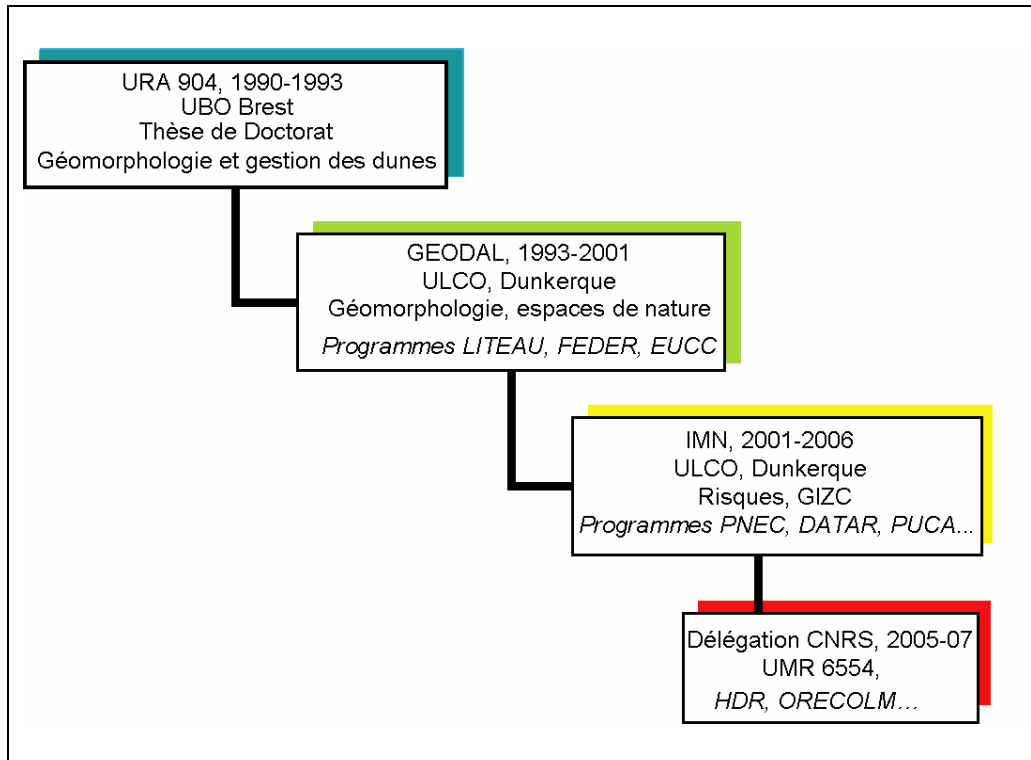 URA 904, 1990-1993
UBO Brest
Thèse de Doctorat
Géomorphologie et gestion des dunes
GEODAL, 1993-2001
ULCO, Dunkerque
Géomorphologie, espaces de nature
Programmes LITEAU, FEDER, EUCC
IMN, 2001-2006
ULCO, Dunkerque
Risques, GIZC
Programmes PNEC, DATAR, PUCA...
Délégation CNRS, 2005-07
UMR 6554,
HDR, ORECOLM…